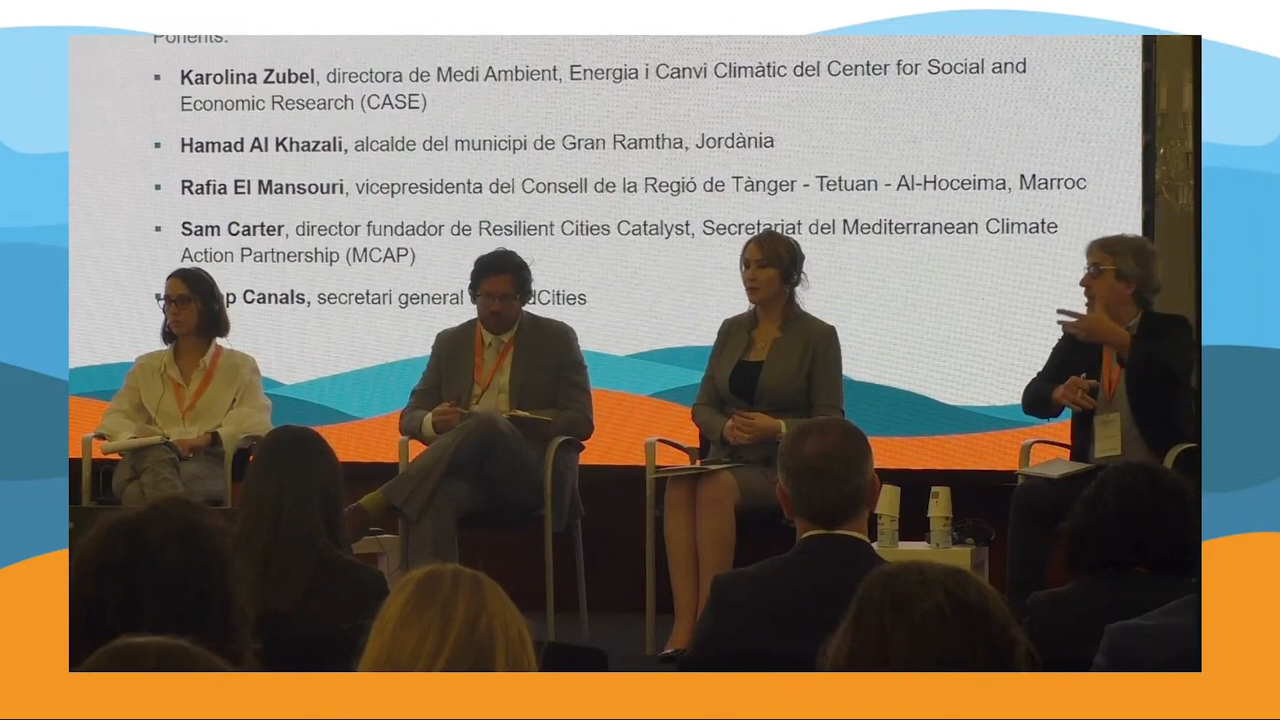 Ponents:
▪ Karolina Zubel, directora de Medi Ambient, Energia i Canvi Climàtic del Center for Social and
Economic Research (CASE)
▪ Hamad Al Khazali, alcalde del municipi de Gran Ramtha, Jordània
▪ Rafia El Mansouri, vicepresidenta del Consell de la Regió de Tànger - Tetuan - Al-Hoceima, Marroc
▪ Sam Carter, director fundador de Resilient Cities Catalyst, Secretariat del Mediterranean Climate
Action Partnership (MCAP)
Canals, secretari general